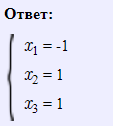 Ответ:
x₁ = -1
x₂ = 1
x₃ = 1